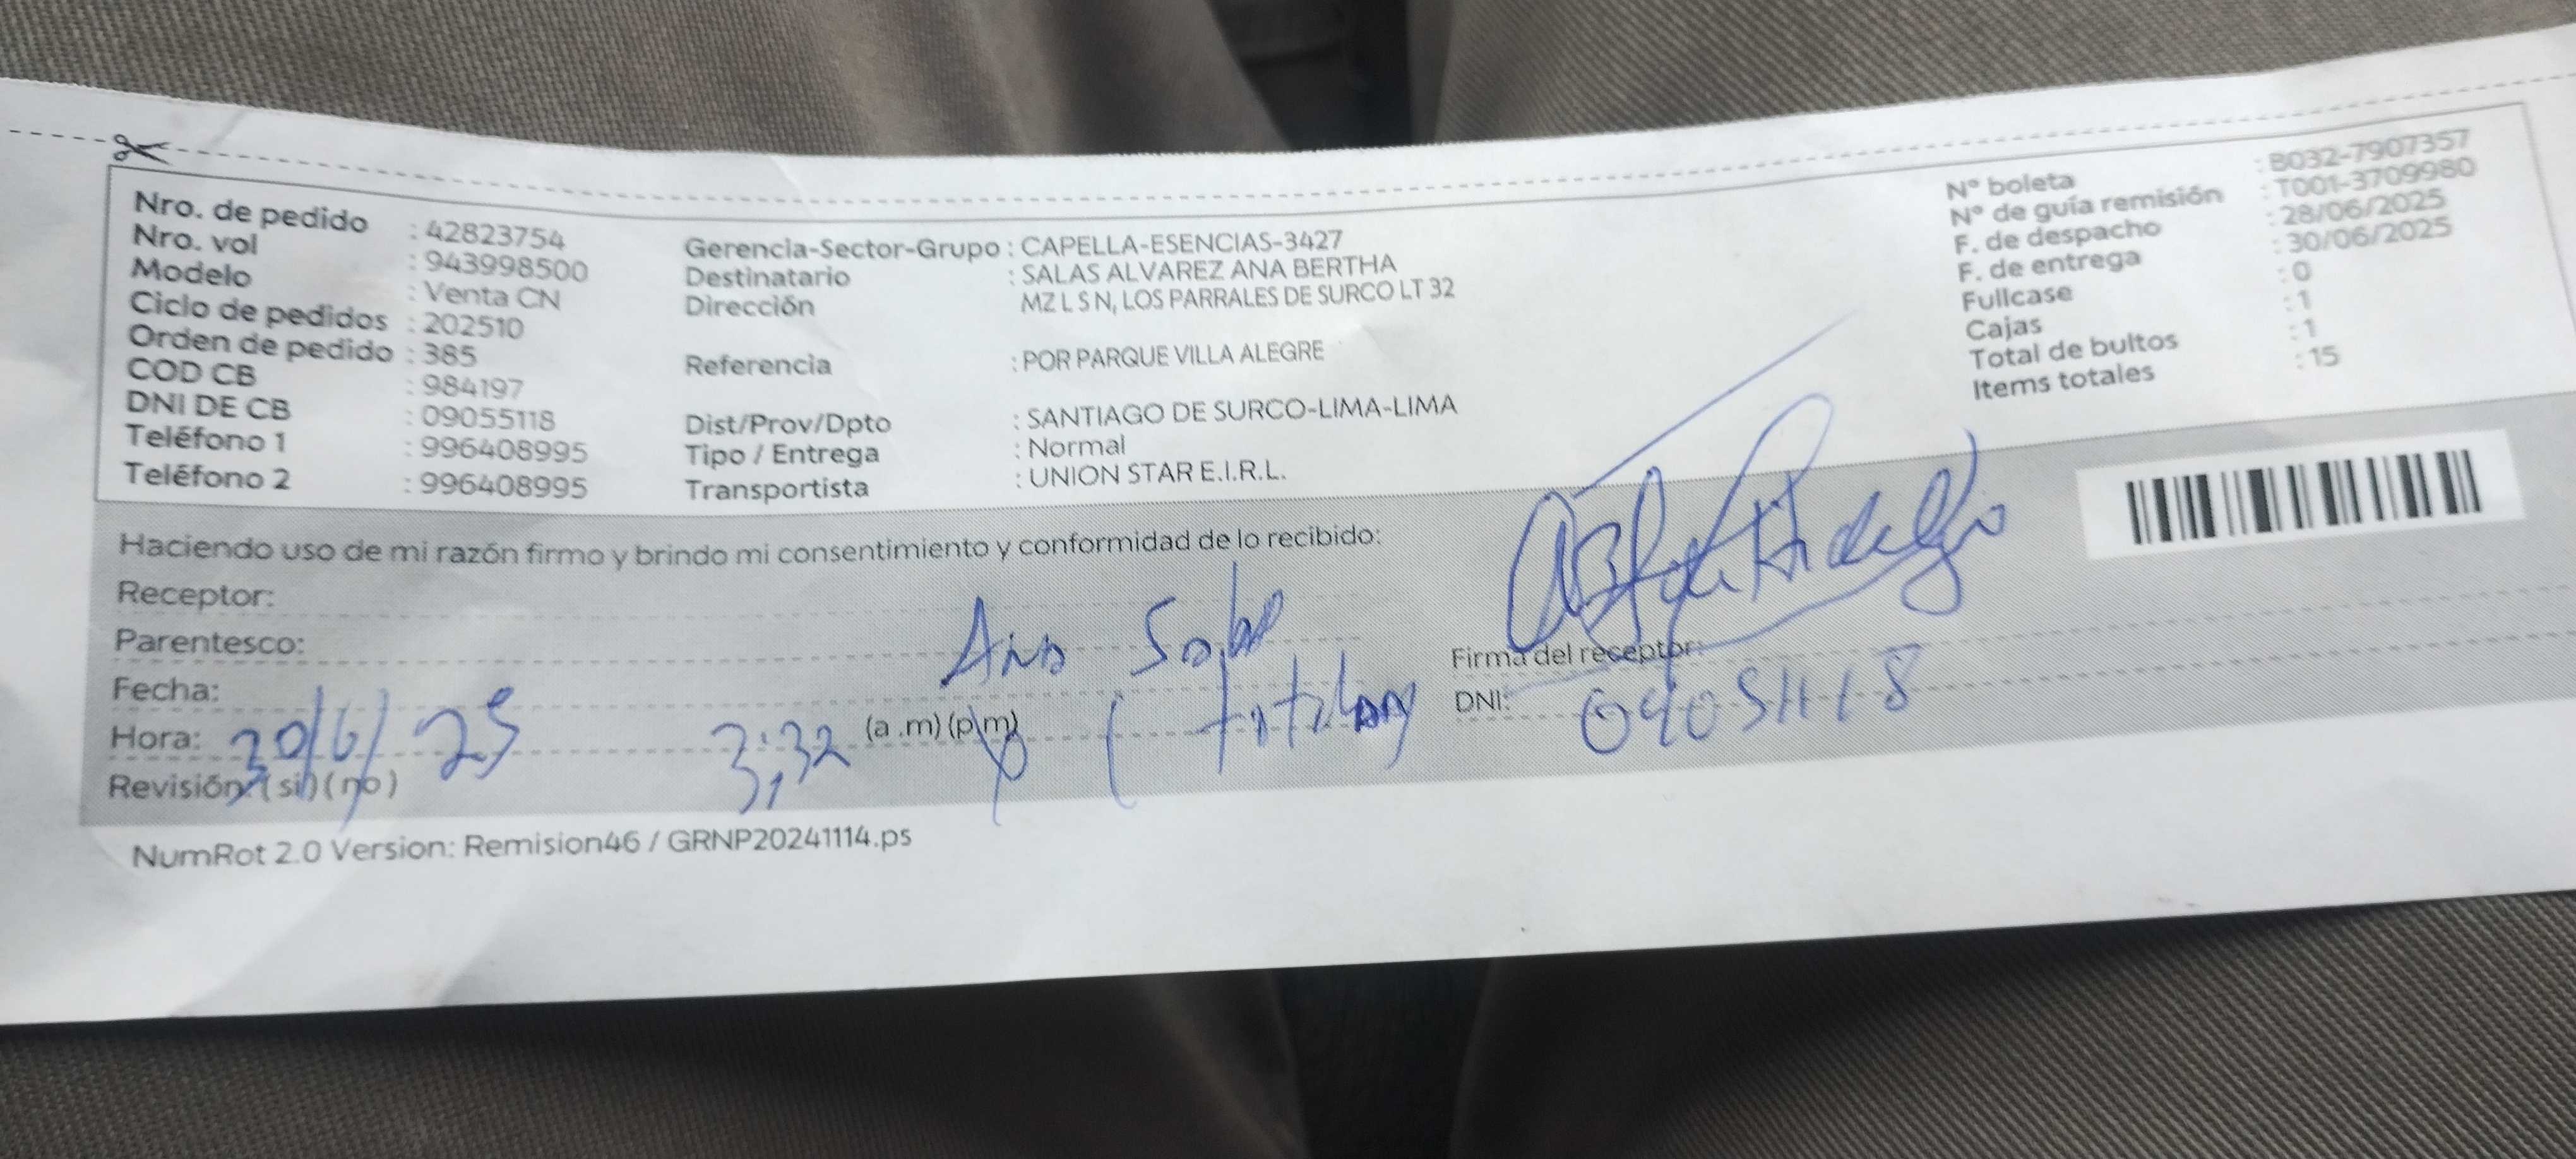 Nro. de pedido : 42823754
Nro. vol : 943998500
Modelo : Venta CN
Ciclo de pedidos : 202510
Orden de pedido : 385
COD CB : 984197
DNI DE CB : 09055118
Teléfono 1 : 996408995
Teléfono 2 : 996408995
Gerencia-Sector-Grupo : CAPELLA-ESENCIAS-3427
Destinatario : SALAS ALVAREZ ANA BERTHA
Dirección MZ L S N, LOS PARRALES DE SURCO LT 32
Referencia : POR PARQUE VILLA ALEGRE
Dist/Prov/Dpto : SANTIAGO DE SURCO-LIMA-LIMA
Tipo / Entrega : Normal
Transportista : UNION STAR E.I.R.L.
N° boleta : B032-7907357
N° de guía remisión : T001-3709980
F. de despacho : 28/06/2025
F. de entrega : 30/06/2025
Fullcase : 0
Cajas : 1
Total de bultos : 1
Items totales : 15
Haciendo uso de mi razón firmo y brindo mi consentimiento y conformidad de lo recibido:
Receptor:
Parentesco: Ana
Fecha: 30/6/25
Hora: 3:32 (a .m) (p.m)
Revisión: (si) (no)
Firma del receptor:
DNI:
NumRot 2.0 Version: Remision46 / GRNP20241114.ps